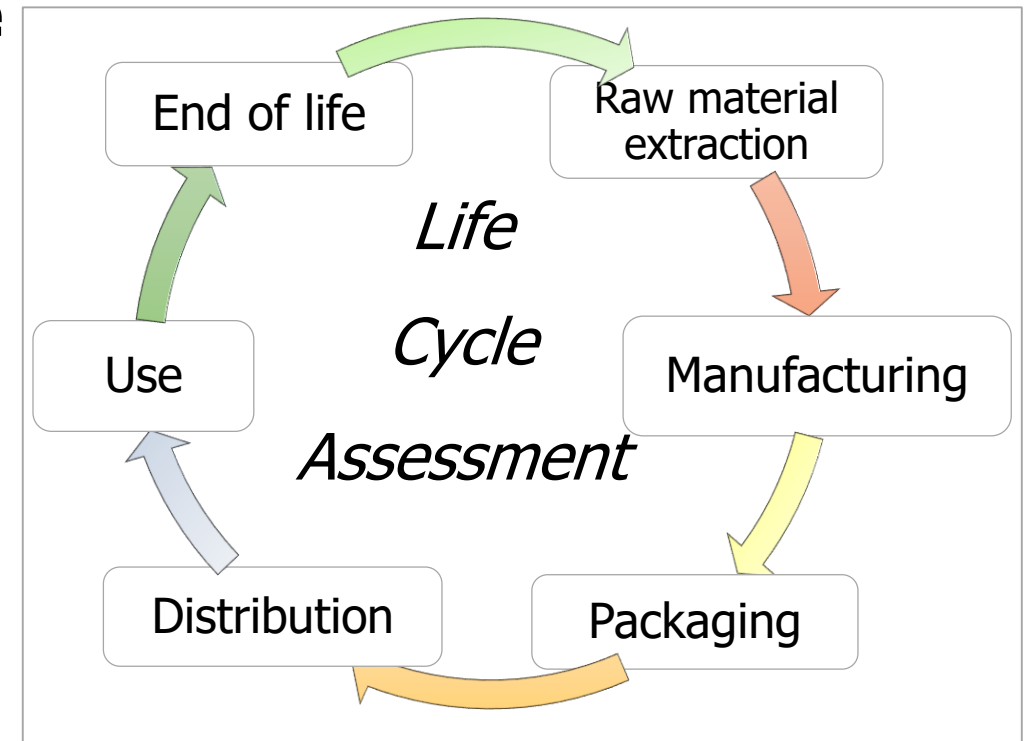 End of life
Raw material
extraction
Life
Cycle
Assessment
Use
Manufacturing
Distribution
Packaging